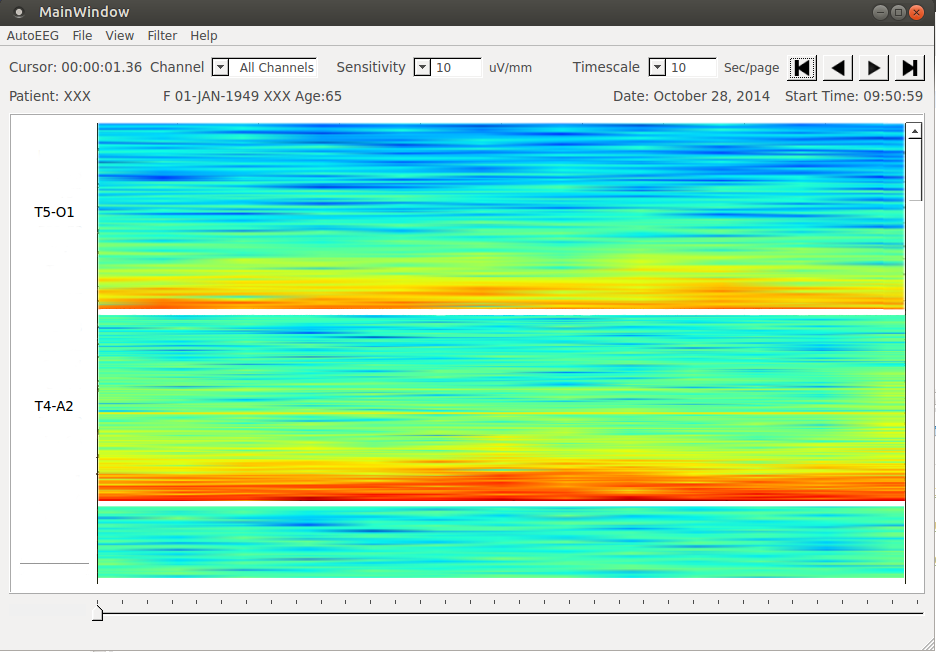 MainWindow
AutoEEG File View Filter Help
Cursor: 00:00:01.36 Channel All Channels Sensitivity 10 uV/mm Timescale 10 Sec/page
Patient: XXX F 01-JAN-1949 XXX Age:65 Date: October 28, 2014 Start Time: 09:50:59
T5-O1
T4-A2